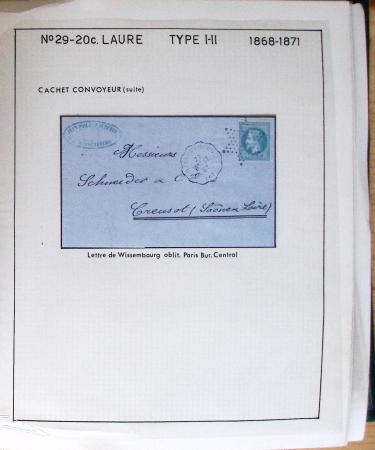 No29-20c. LAURE TYPE I-II 1868-1871
CACHET CONVOYEUR (suite)
Messieurs
Schneider &
Creusot (Saône & Loire)
Lettre de Wissembourg oblit. Paris Bur. Central